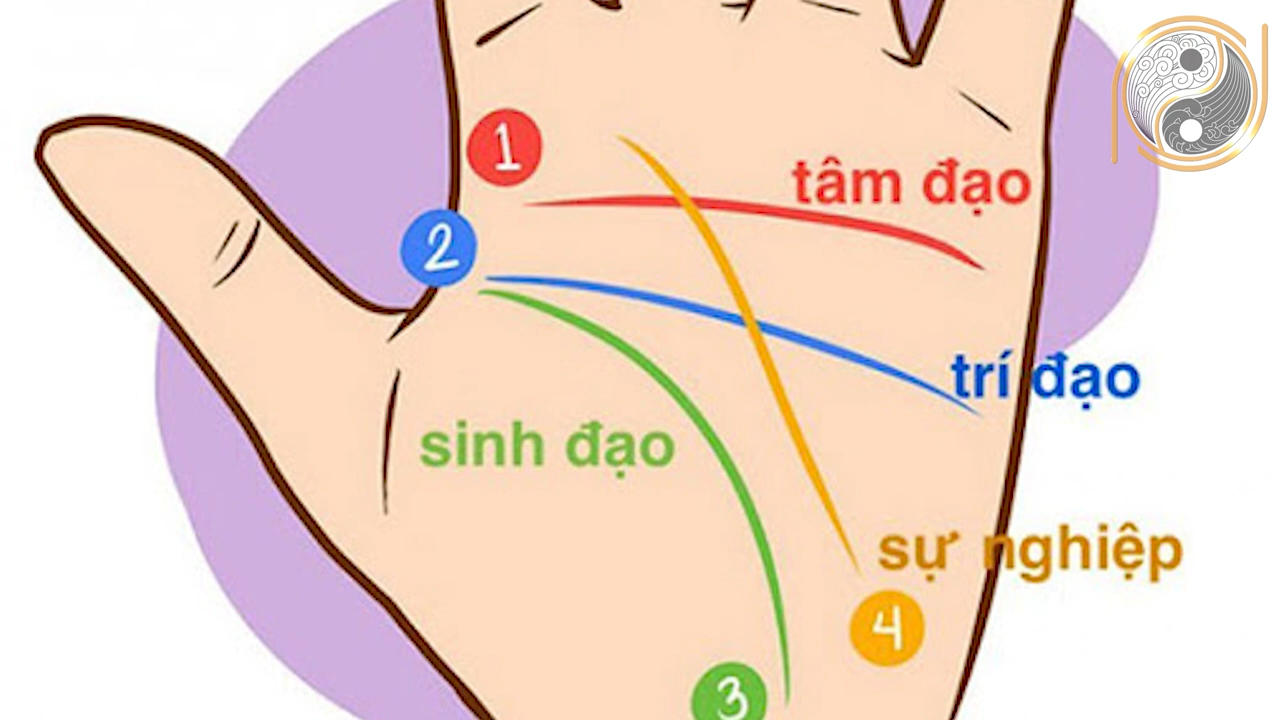 1
tâm đạo
2
trí đạo
sinh đạo
sự nghiệp
4
3